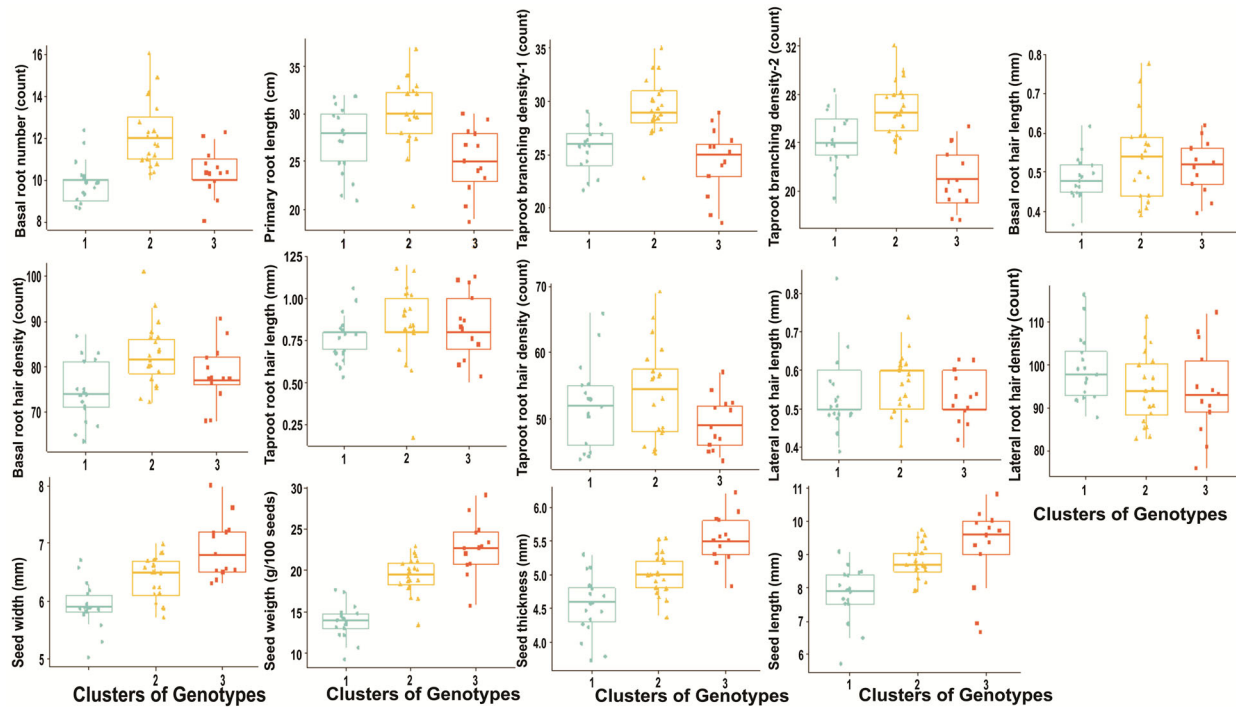 Basal root number (count)
16
14
12
10
8
1 2 3
Primary root length (cm)
35
30
25
20
1 2 3
Taproot branching density-1 (count)
35
30
25
20
1 2 3
Taproot branching density-2 (count)
32
28
24
20
1 2 3
Basal root hair length (mm)
0.8
0.7
0.6
0.5
0.4
1 2 3
Basal root hair density (count)
100
90
80
70
1 2 3
Taproot root hair length (mm)
125
1.00
0.75
0.50
0.25
1 2 3
Taproot hair density (count)
70
60
50
1 2 3
Lateral root hair length (mm)
0.8
0.7
0.6
0.5
0.4
1 2 3
Lateral root hair density (count)
110
100
90
80
1 2 3
Clusters of Genotypes
Seed width (mm)
8
7
6
5
1 2 3
Clusters of Genotypes
Seed weigth (g/100 seeds)
30
25
20
15
10
1 2 3
Clusters of Genotypes
Seed thickness (mm)
6.0
5.5
5.0
4.5
4.0
1 2 3
Clusters of Genotypes
Seed length (mm)
11
10
9
8
7
6
1 2 3
Clusters of Genotypes